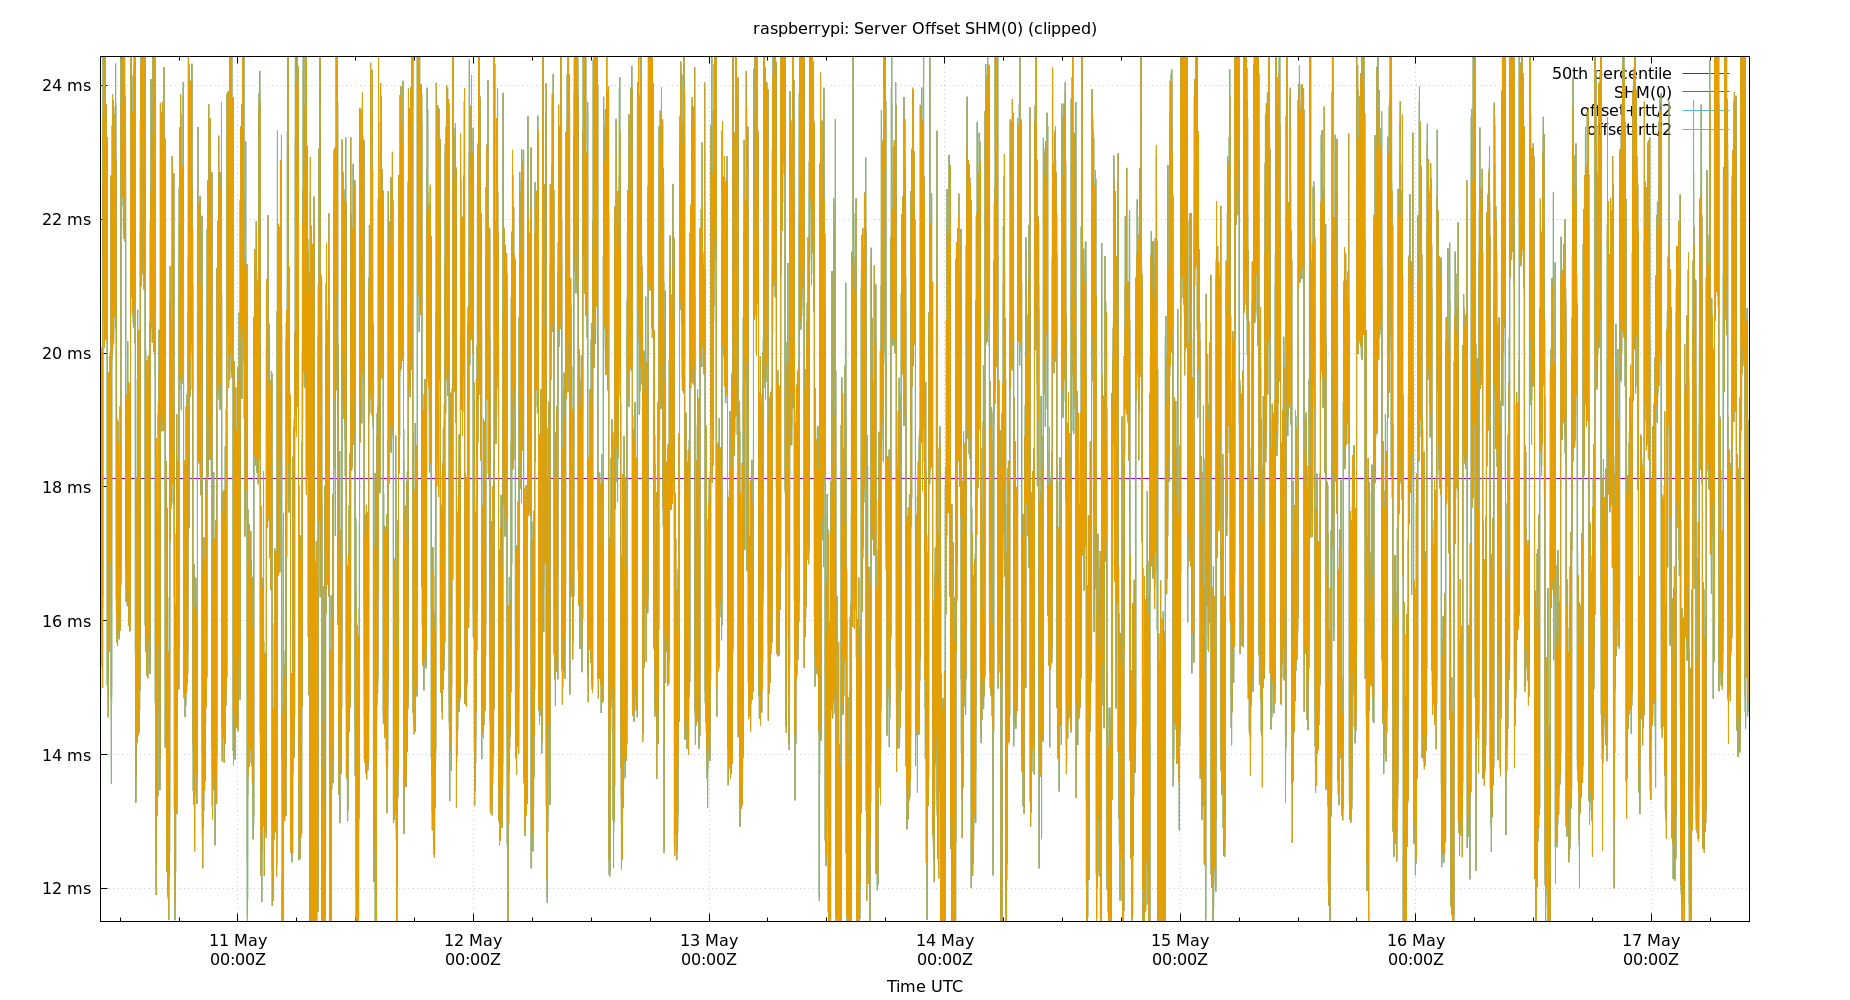 raspberrypi: Server Offset SHM(0) (clipped)
24 ms
22 ms
20 ms
18 ms
16 ms
14 ms
12 ms
50th percentile
SHM(0)
offset+rtt/2
offset-rtt/2
11 May
00:00Z
12 May
00:00Z
13 May
00:00Z
14 May
00:00Z
15 May
00:00Z
16 May
00:00Z
17 May
00:00Z
Time UTC